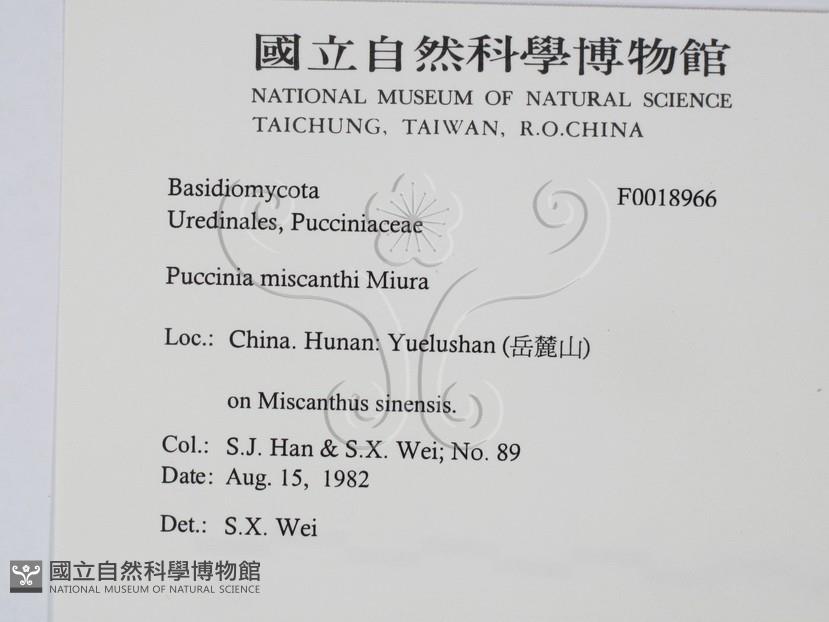 國立自然科學博物館
NATIONAL MUSEUM OF NATURAL SCIENCE
TAICHUNG, TAIWAN, R.O.CHINA
Basidiomycota F0018966
Uredinales, Pucciniaceae
Puccinia miscanthi Miura
Loc.: China. Hunan: Yuelushan (岳麓山)
on Miscanthus sinensis.
Col.: S.J. Han & S.X. Wei; No. 89
Date: Aug. 15, 1982
Det.: S.X. Wei
國立自然科學博物館
NATIONAL MUSEUM OF NATURAL SCIENCE